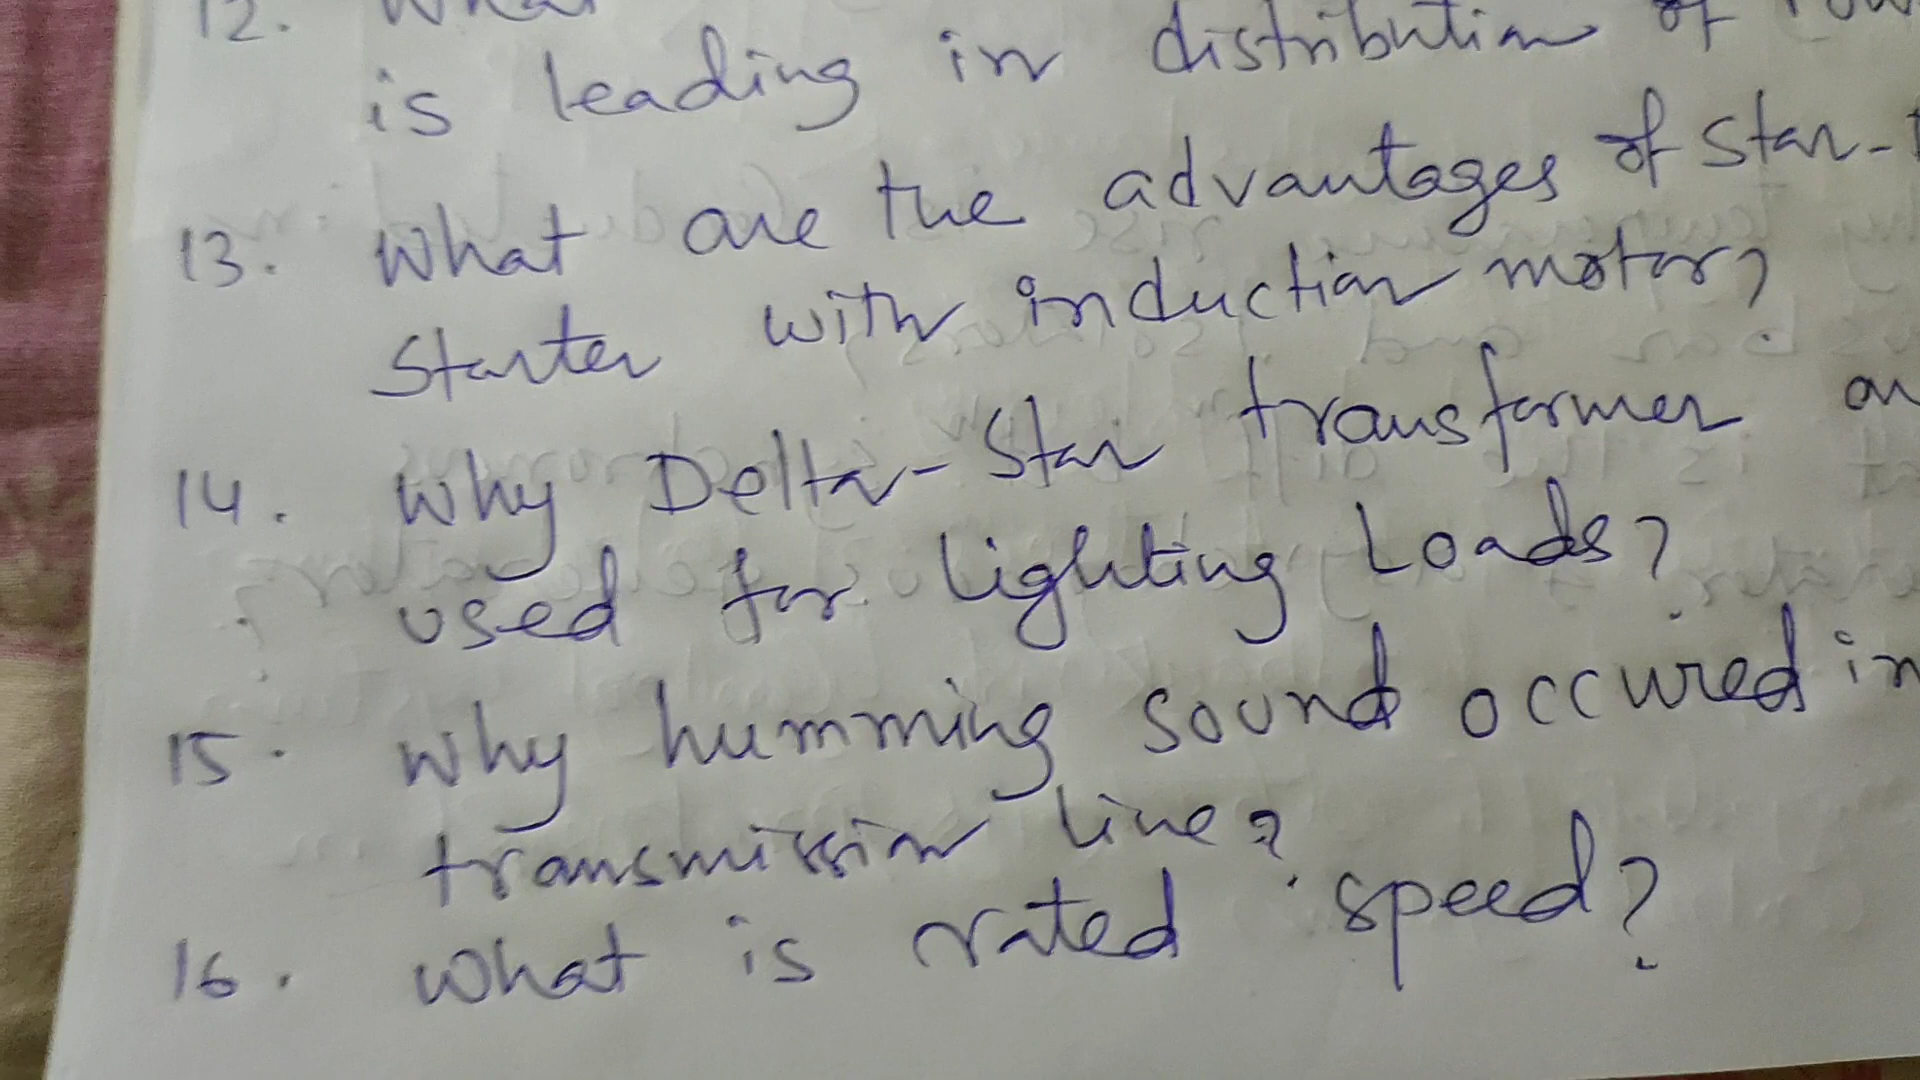 12.
is leading in distribution of
13. What are the advantages of Star-
Starter with induction motor?
14. Why Delta-Star transformer
used for lighting Loads?
15. Why humming sound occured in
transmission line?
16. What is rated speed?